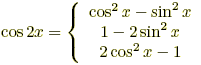 cos 2x = { cos² x − sin² x
1 − 2 sin² x
2 cos² x − 1